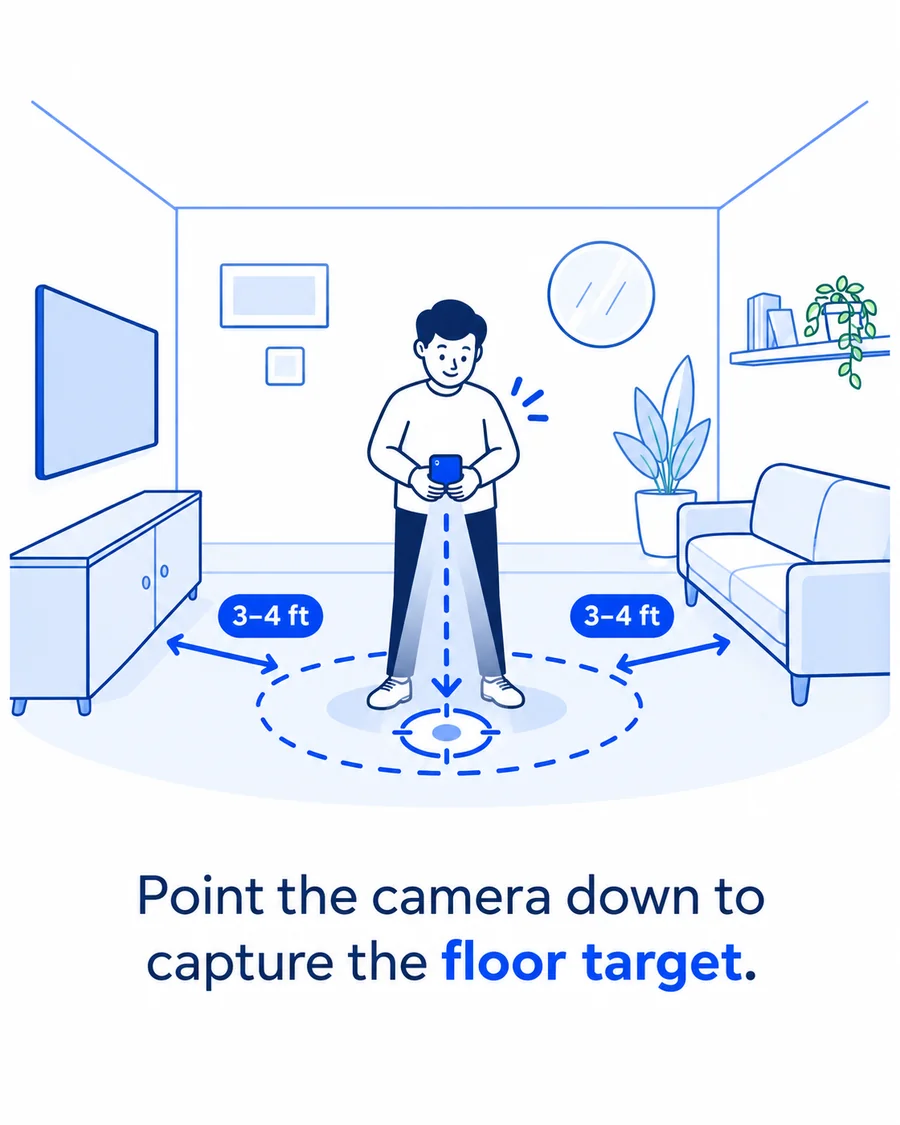 3–4 ft
3–4 ft
Point the camera down to
capture the floor target.